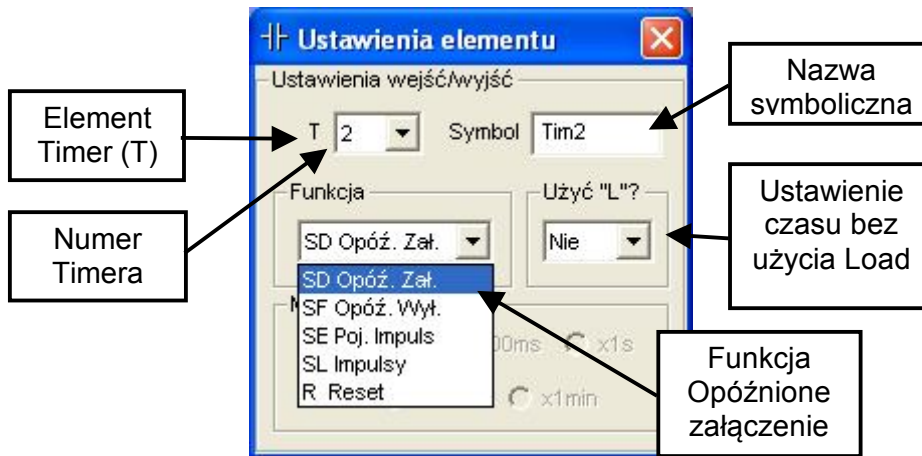 Ustawienia elementu
Ustawienia wejść/wyjść
T 2 Symbol Tim2
Funkcja
Użyć "L"?
SD Opóź. Zał.
Nie
SD Opóź. Zał.
SF Opóź. Wył.
SE Poj. Impuls
SL Impulsy
R Reset
x1s
x1min
Element
Timer (T)
Numer
Timera
Nazwa
symboliczna
Ustawienie
czasu bez
użycia Load
Funkcja
Opóźnione
załączenie